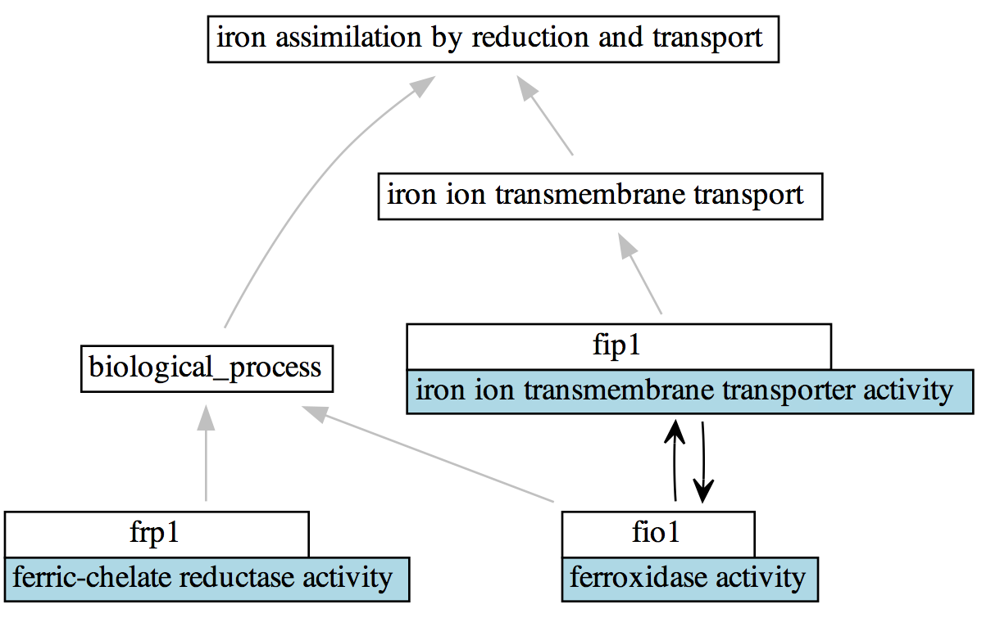 iron assimilation by reduction and transport
iron ion transmembrane transport
biological_process
fip1
iron ion transmembrane transporter activity
frp1
ferric-chelate reductase activity
fio1
ferroxidase activity